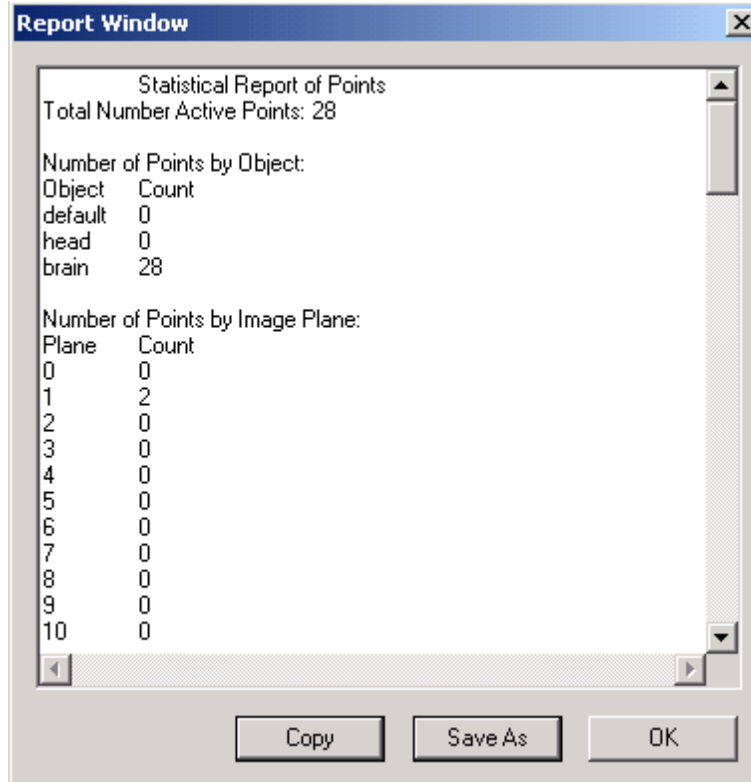 Report Window
Statistical Report of Points
Total Number Active Points: 28
Number of Points by Object:
Object Count
default 0
head 0
brain 28
Number of Points by Image Plane:
Plane Count
0 0
1 2
2 0
3 0
4 0
5 0
6 0
7 0
8 0
9 0
10 0
Copy Save As OK